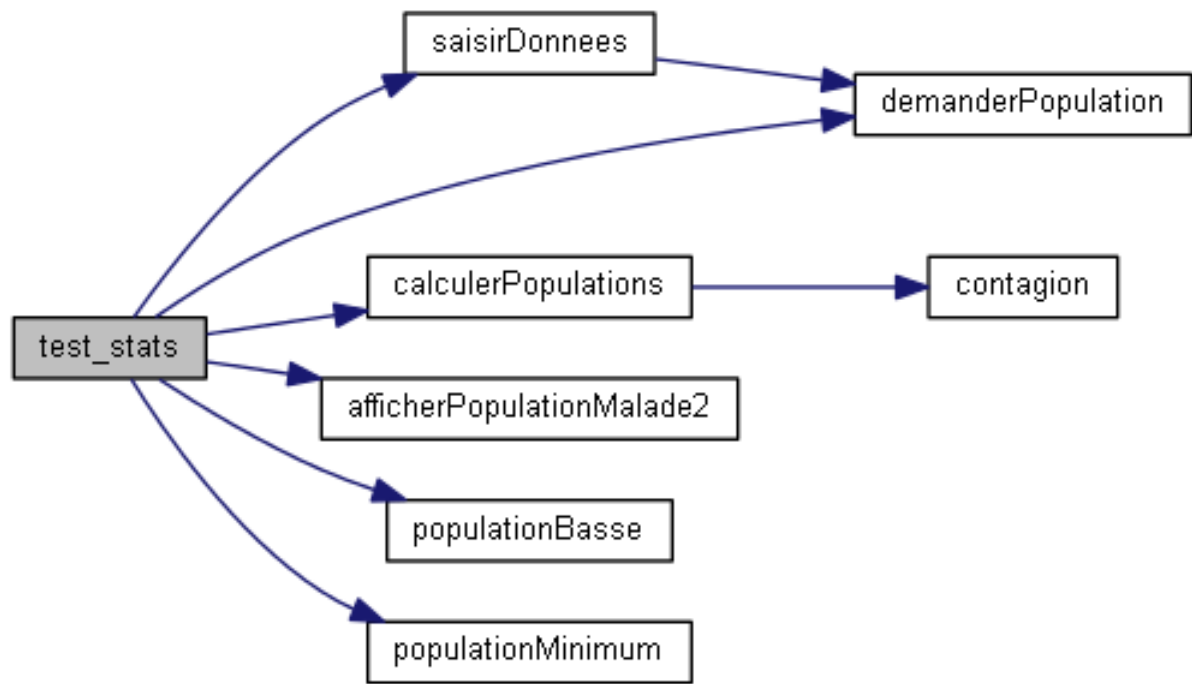 saisirDonnees
demanderPopulation
calculerPopulations
contagion
test_stats
afficherPopulationMalade2
populationBasse
populationMinimum